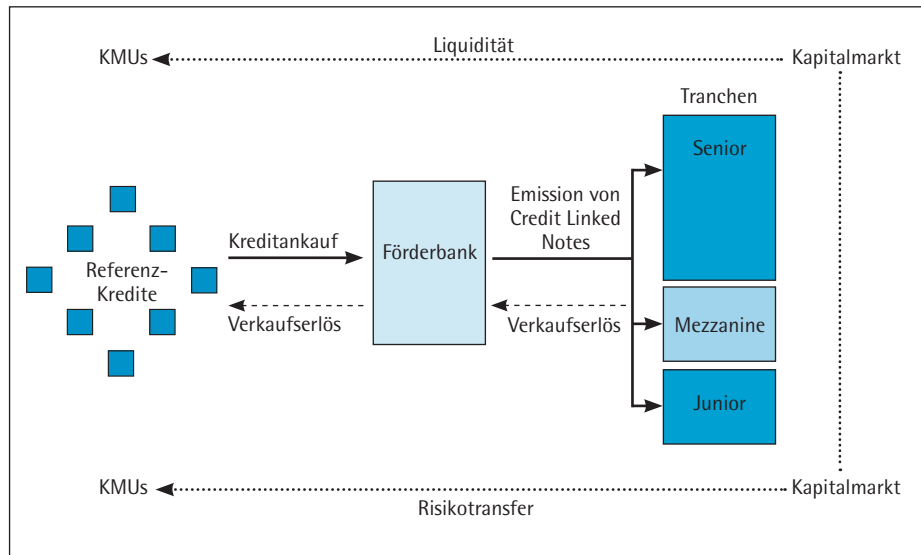 Liquidität
KMUs
Kapitalmarkt
Tranchen
Senior
Emission von
Credit Linked
Notes
Kreditankauf
Förderbank
Referenz-
Kredite
Verkaufserlös
Verkaufserlös
Mezzanine
Junior
KMUs
Kapitalmarkt
Risikotransfer